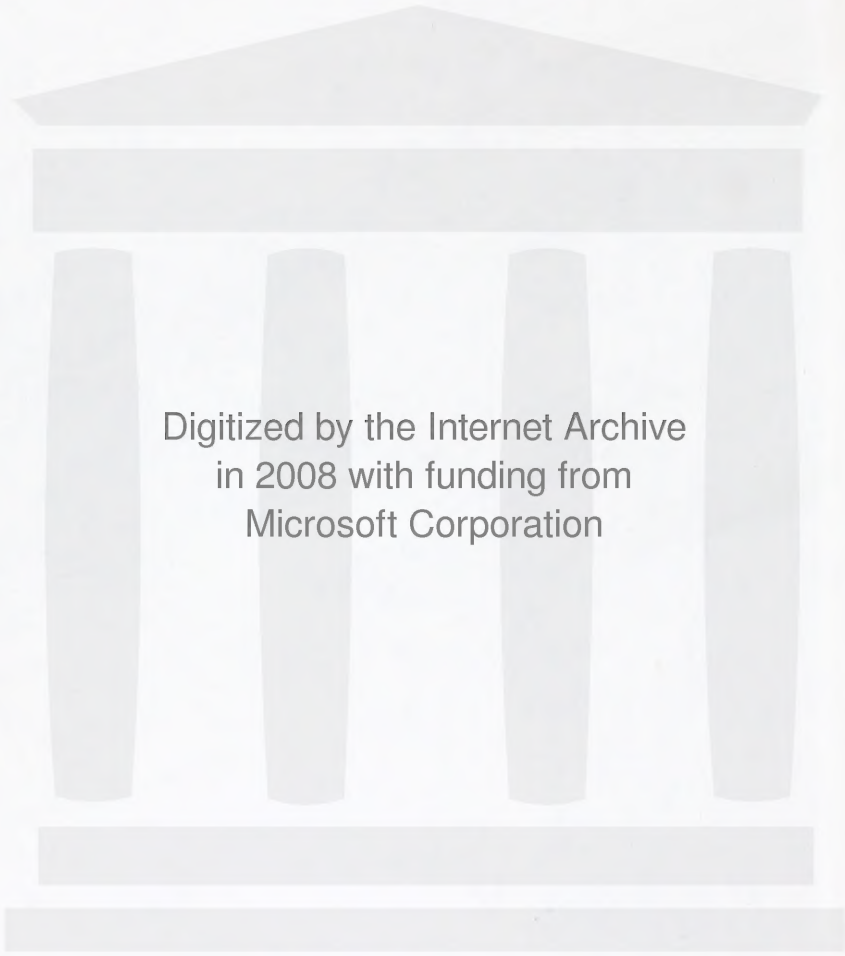 Digitized by the Internet Archive
in 2008 with funding from
Microsoft Corporation